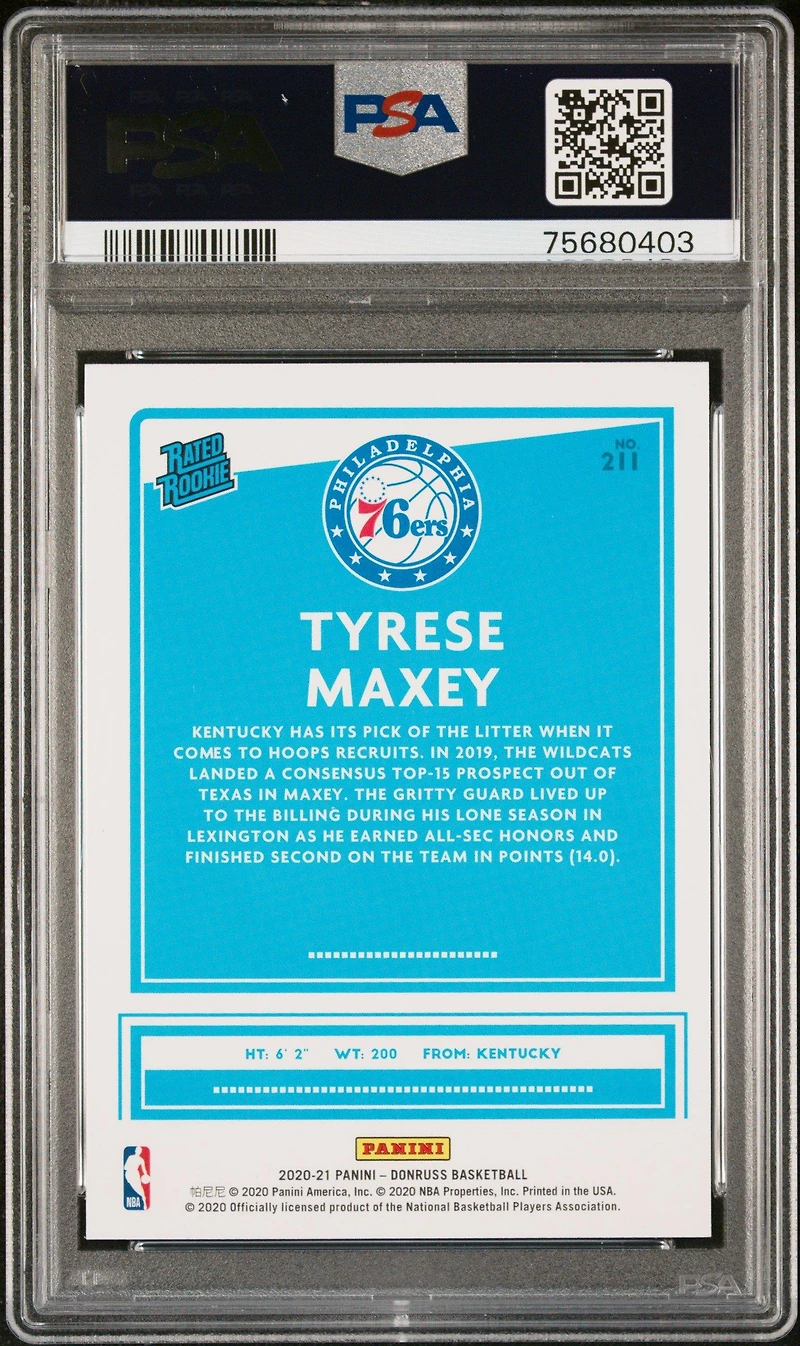 PSA
PSA
75680403
RATED
ROOKIE
NO.
211
PHILADELPHIA
76ers
TYRESE
MAXEY
KENTUCKY HAS ITS PICK OF THE LITTER WHEN IT
COMES TO HOOPS RECRUITS. IN 2019, THE WILDCATS
LANDED A CONSENSUS TOP-15 PROSPECT OUT OF
TEXAS IN MAXEY. THE GRITTY GUARD LIVED UP
TO THE BILLING DURING HIS LONE SEASON IN
LEXINGTON AS HE EARNED ALL-SEC HONORS AND
FINISHED SECOND ON THE TEAM IN POINTS (14.0).
HT: 6' 2" WT: 200 FROM: KENTUCKY
PANINI
NBA
2020-21 PANINI – DONRUSS BASKETBALL
帕尼尼 © 2020 Panini America, Inc. © 2020 NBA Properties, Inc. Printed in the USA.
© 2020 Officially licensed product of the National Basketball Players Association.
PSA